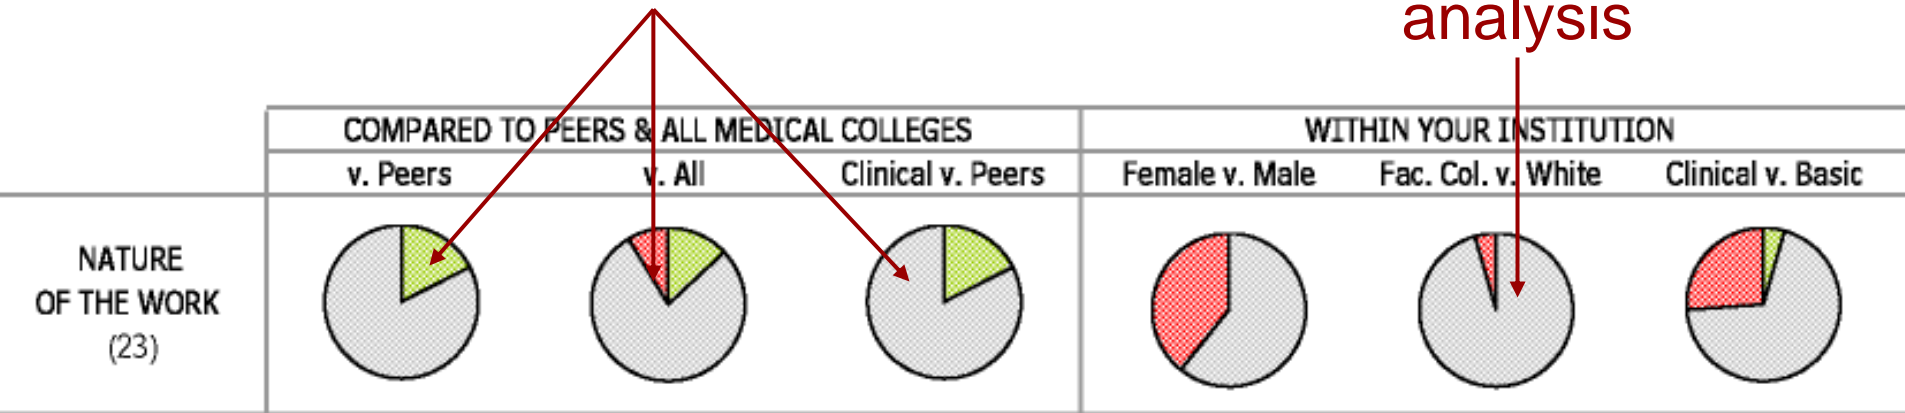 analysis
COMPARED TO PEERS & ALL MEDICAL COLLEGES
WITHIN YOUR INSTITUTION
v. Peers
v. All
Clinical v. Peers
Female v. Male
Fac. Col. v. White
Clinical v. Basic
NATURE
OF THE WORK
(23)